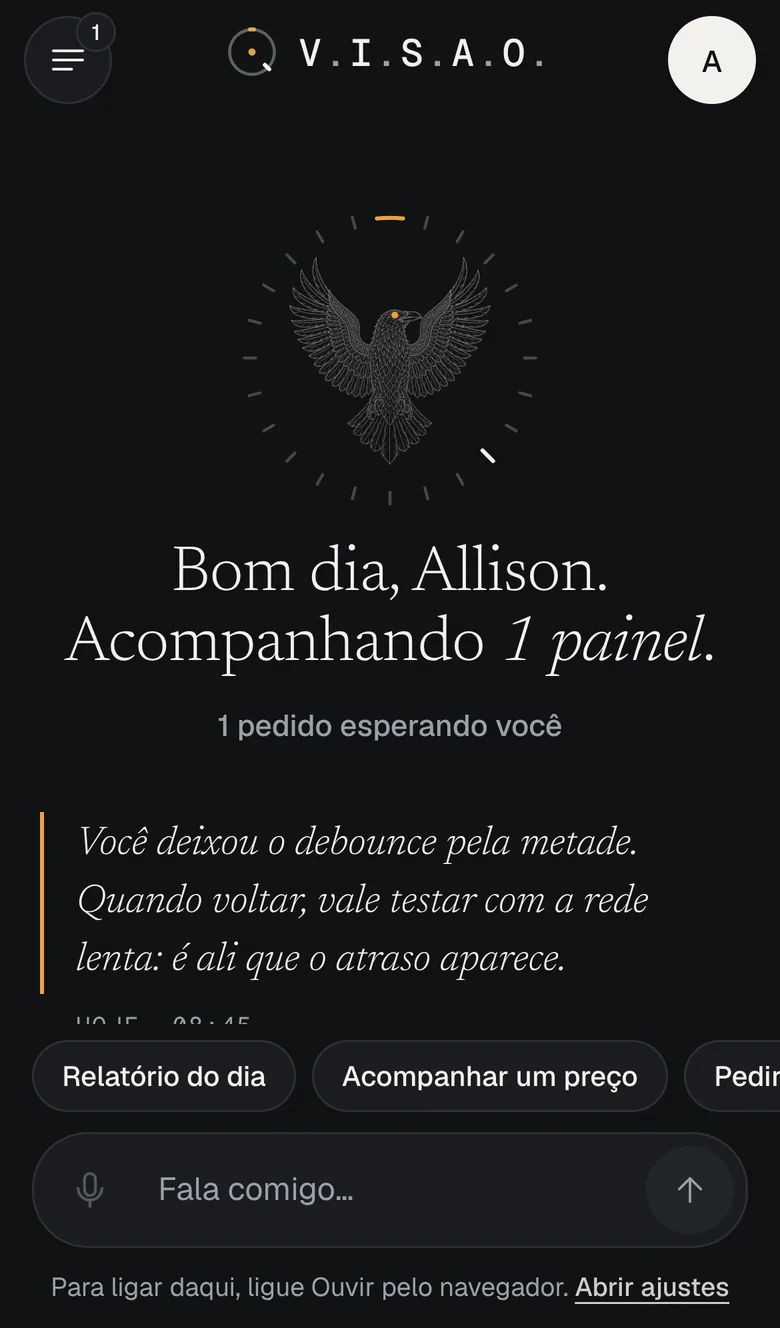 1
V.I.S.A.O.
A
Bom dia, Allison.
Acompanhando 1 painel.
1 pedido esperando você
Você deixou o debounce pela metade.
Quando voltar, vale testar com a rede
lenta: é ali que o atraso aparece.
Relatório do dia
Acompanhar um preço
Fala comigo...
Para ligar daqui, ligue Ouvir pelo navegador. Abrir ajustes